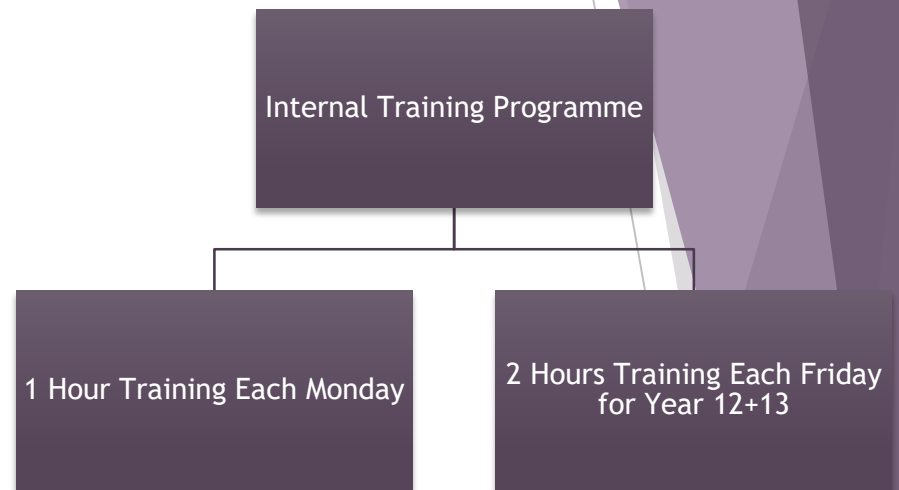 Internal Training Programme
1 Hour Training Each Monday
2 Hours Training Each Friday
for Year 12+13